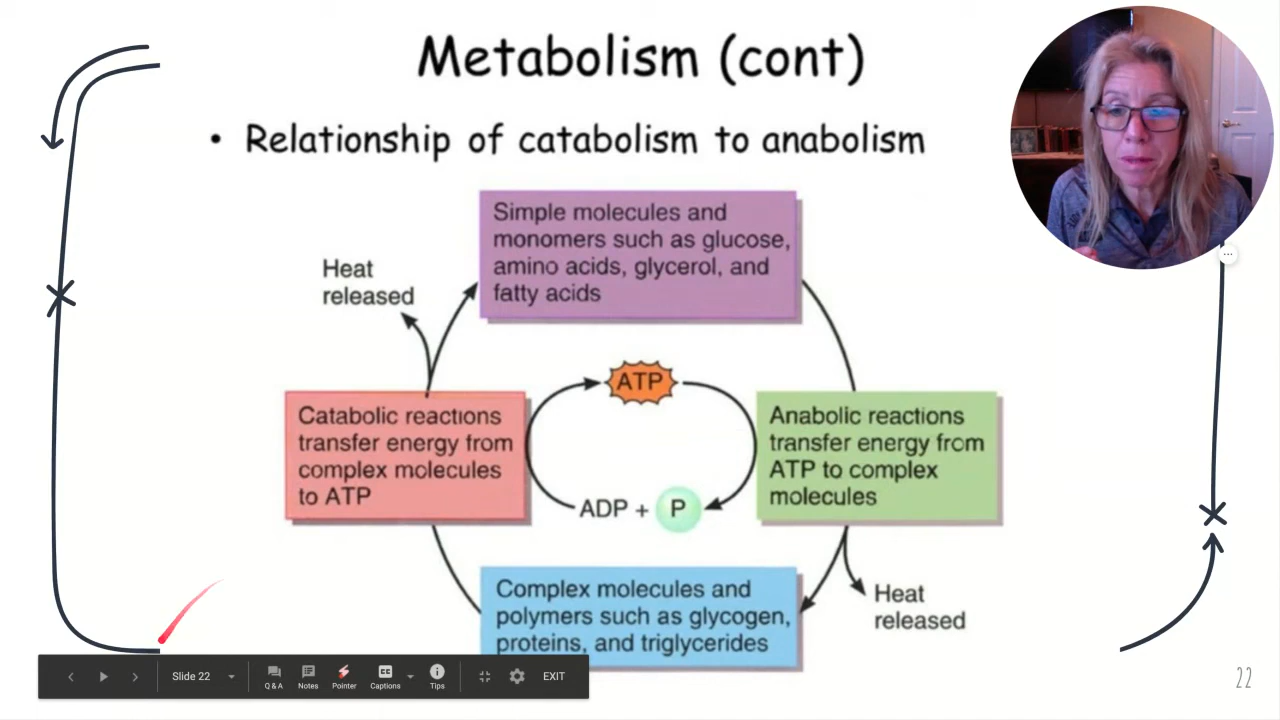 Metabolism (cont)
• Relationship of catabolism to anabolism
Simple molecules and
monomers such as glucose,
amino acids, glycerol, and
fatty acids
Heat
released
ATP
Catabolic reactions
transfer energy from
complex molecules
to ATP
Anabolic reactions
transfer energy from
ATP to complex
molecules
ADP + P
Complex molecules and
polymers such as glycogen,
proteins, and triglycerides
Heat
released
Slide 22
Q & A
Notes
Pointer
Captions
Tips
EXIT
22